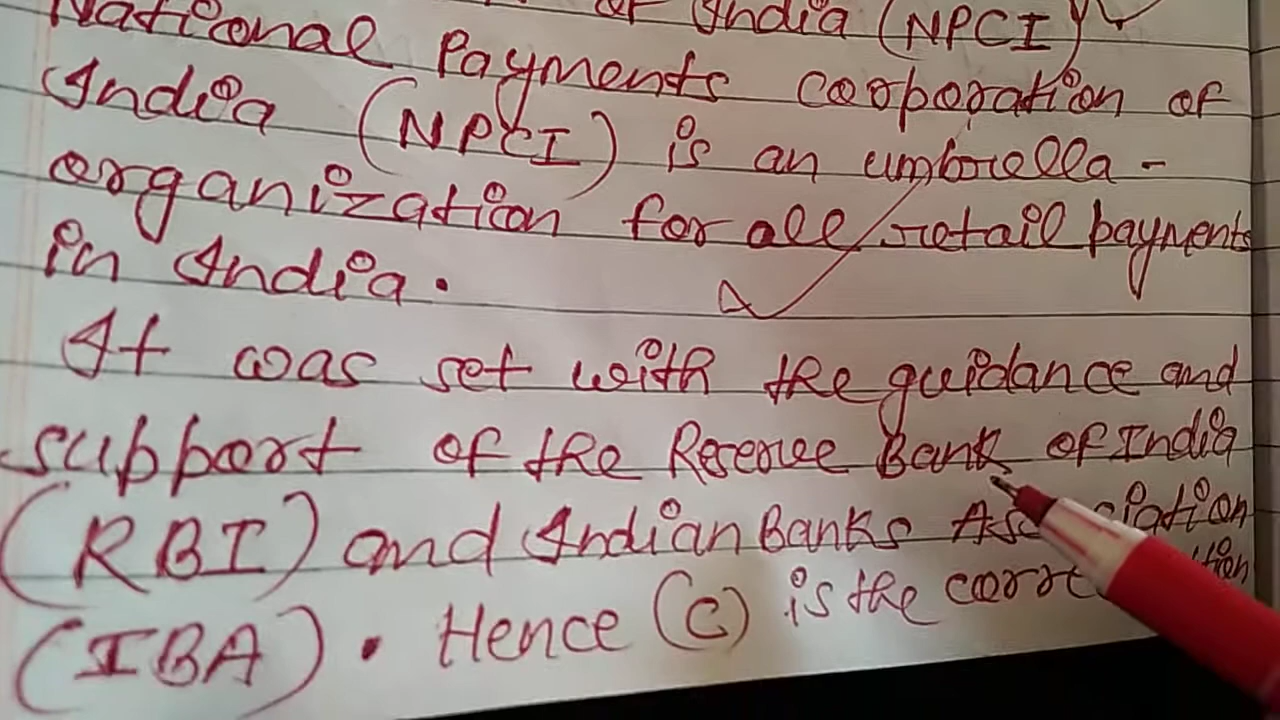 of India (NPCI)
National Payments Corporation of
India (NPCI) is an umbrella -
organization for all retail payments
in India.
It was set with the guidance and
support of the Reserve Bank of India
(RBI) and Indian Banks Association
(IBA). Hence (C) is the